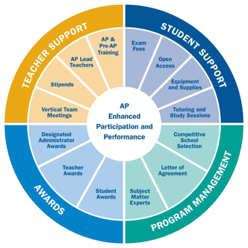 TEACHER SUPPORT
STUDENT SUPPORT
AP &
Pre-AP
Training
Exam
Fees
AP Lead
Teachers
Open
Access
Stipends
Equipment
and Supplies
Vertical Team
Meetings
Tutoring and
Study Sessions
AP
Enhanced
Participation and
Performance
Designated
Administrator
Awards
Competitive
School
Selection
Teacher
Awards
Letter of
Agreement
Student
Awards
Subject
Matter
Experts
AWARDS
PROGRAM MANAGEMENT